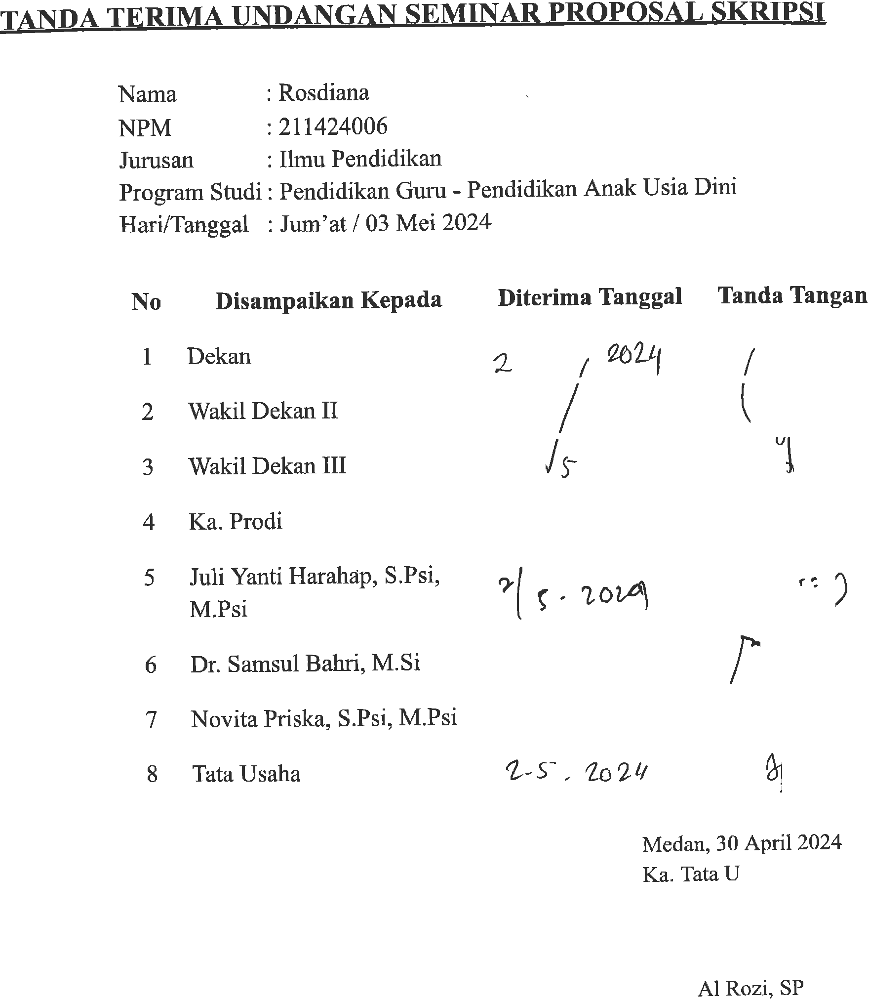 TANDA TERIMA UNDANGAN SEMINAR PROPOSAL SKRIPSI
Nama : Rosdiana
NPM : 211424006
Jurusan : Ilmu Pendidikan
Program Studi : Pendidikan Guru - Pendidikan Anak Usia Dini
Hari/Tanggal : Jum'at / 03 Mei 2024
No Disampaikan Kepada Diterima Tanggal Tanda Tangan
1 Dekan 2 / 2024
2 Wakil Dekan II
3 Wakil Dekan III 5
4 Ka. Prodi
5 Juli Yanti Harahap, S.Psi, 2/5 . 2024
M.Psi
6 Dr. Samsul Bahri, M.Si
7 Novita Priska, S.Psi, M.Psi
8 Tata Usaha 2-5 . 2024
Medan, 30 April 2024
Ka. Tata U
Al Rozi, SP